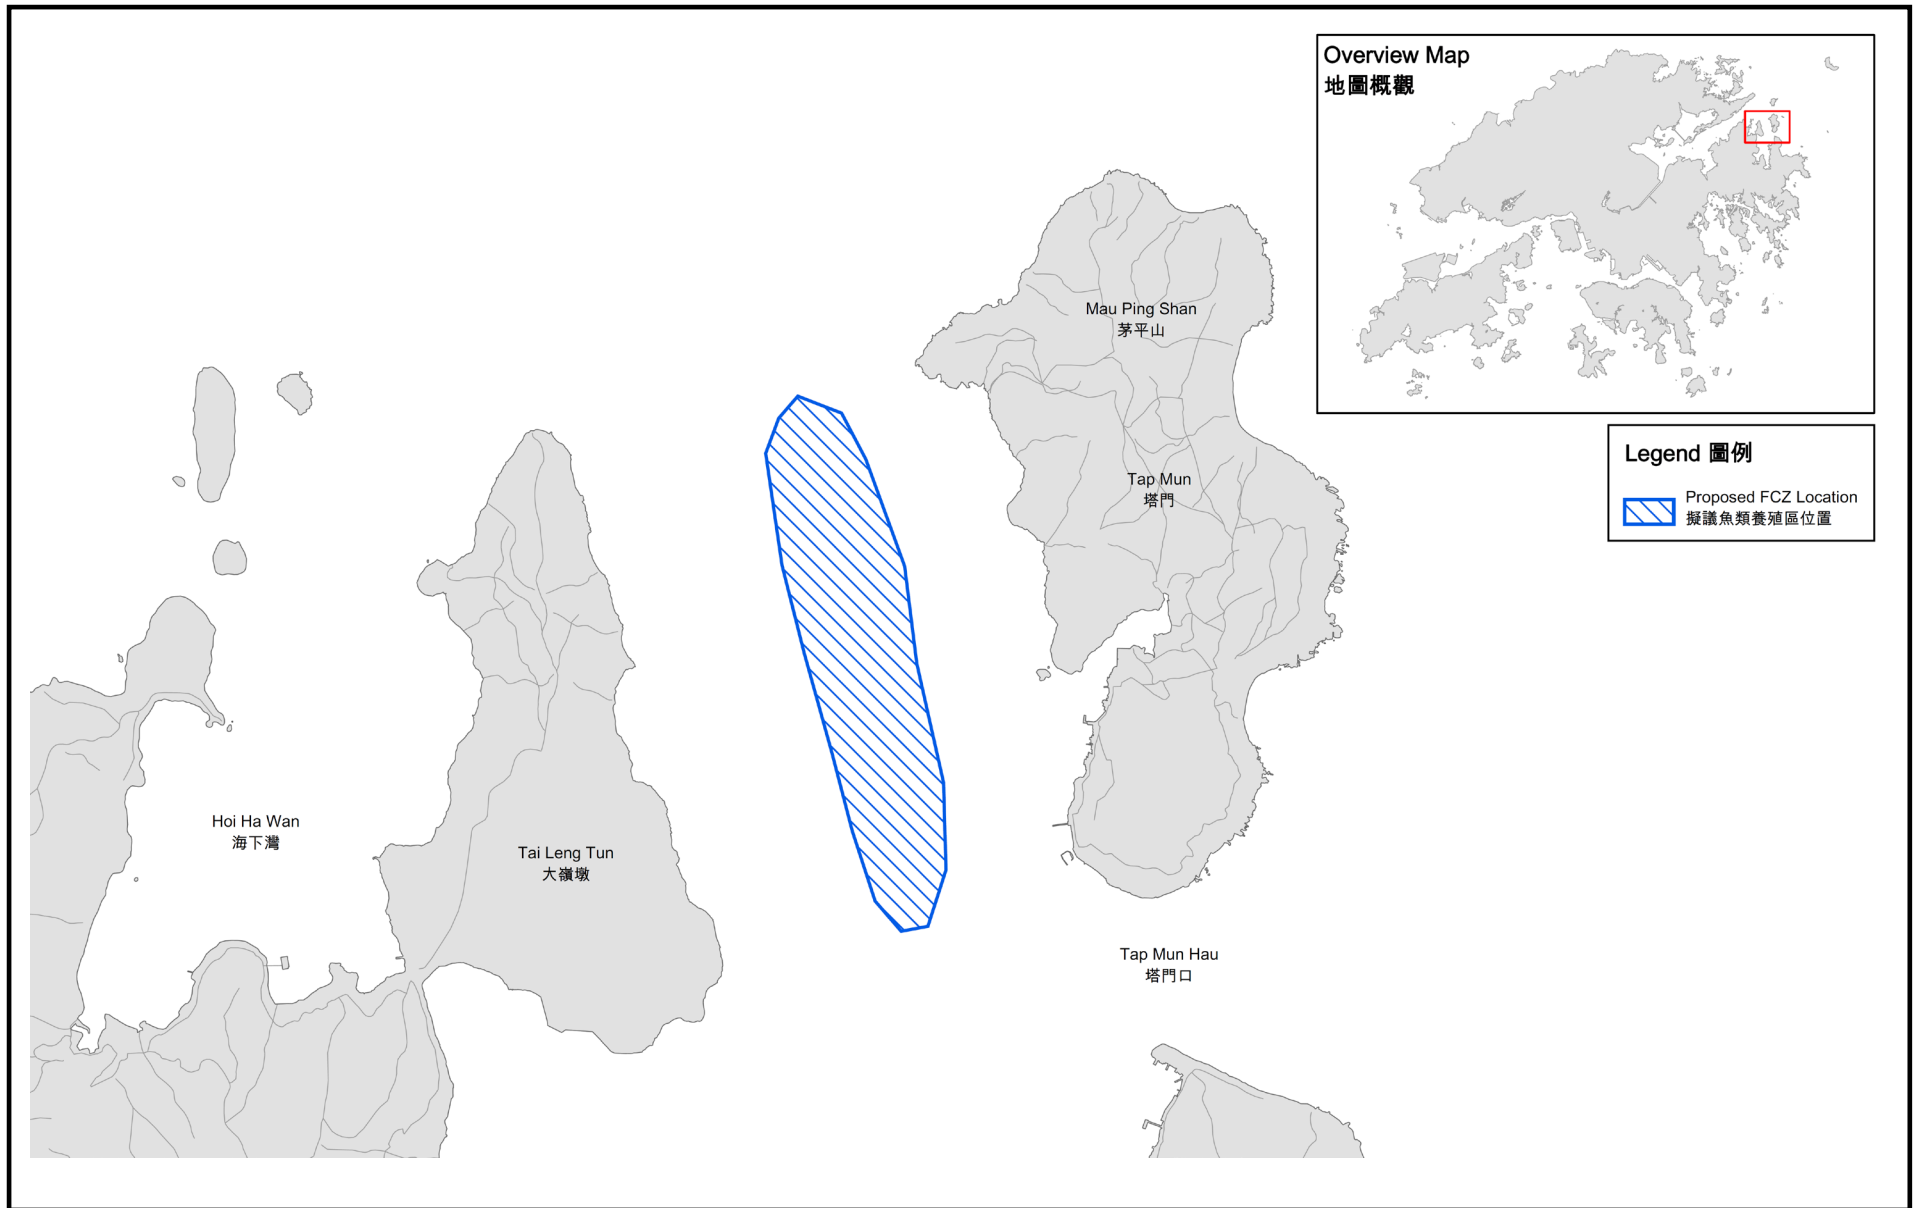 Overview Map
地圖概觀
Legend 圖例
Proposed FCZ Location
擬議魚類養殖區位置
Mau Ping Shan
茅平山
Tap Mun
塔門
Hoi Ha Wan
海下灣
Tai Leng Tun
大嶺墩
Tap Mun Hau
塔門口